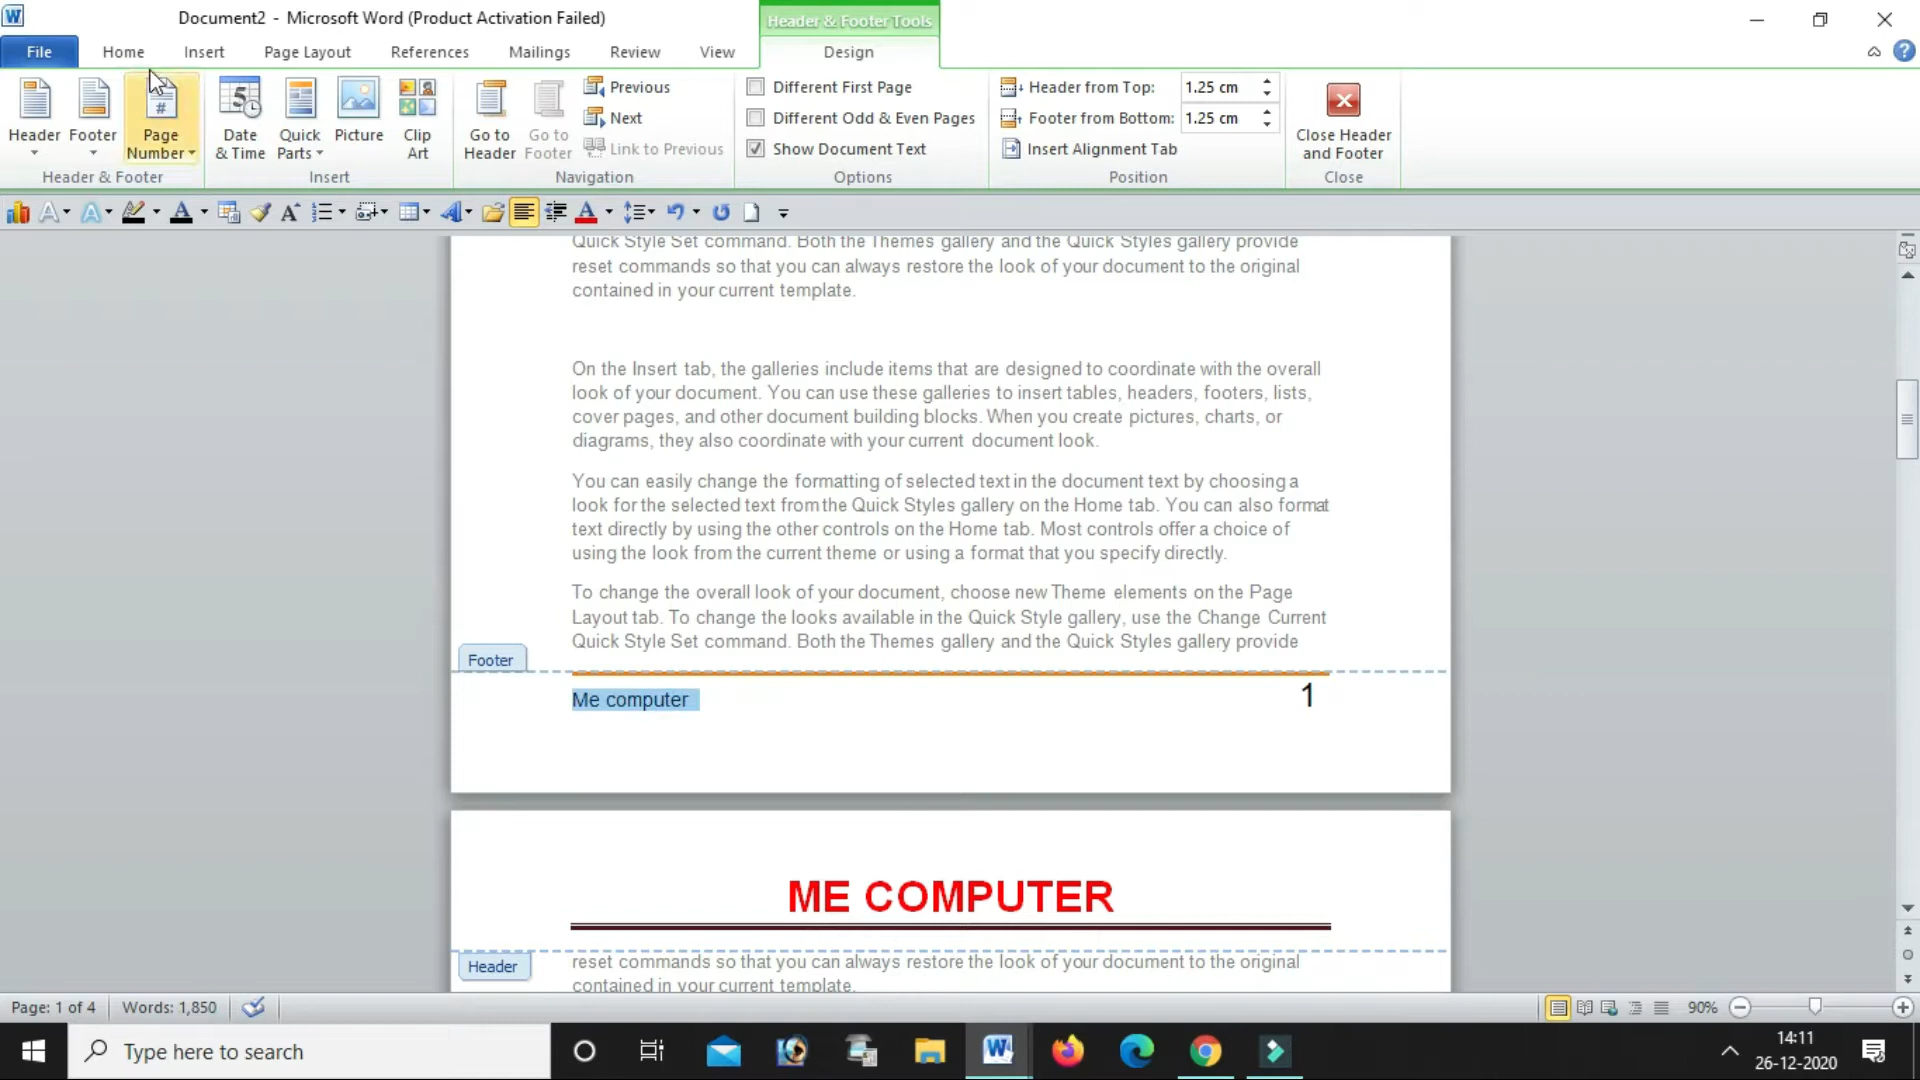 Document2 - Microsoft Word (Product Activation Failed)
Header & Footer Tools
File Home Insert Page Layout References Mailings Review View Design
Header
Footer
Page Number
Date & Time
Quick Parts
Picture
Clip Art
Go to Header
Go to Footer
Previous
Next
Link to Previous
Different First Page
Different Odd & Even Pages
Show Document Text
Header from Top: 1.25 cm
Footer from Bottom: 1.25 cm
Insert Alignment Tab
Close Header and Footer
Header & Footer Insert Navigation Options Position Close
Quick Style Set command. Both the Themes gallery and the Quick Styles gallery provide
reset commands so that you can always restore the look of your document to the original
contained in your current template.
On the Insert tab, the galleries include items that are designed to coordinate with the overall
look of your document. You can use these galleries to insert tables, headers, footers, lists,
cover pages, and other document building blocks. When you create pictures, charts, or
diagrams, they also coordinate with your current document look.
You can easily change the formatting of selected text in the document text by choosing a
look for the selected text from the Quick Styles gallery on the Home tab. You can also format
text directly by using the other controls on the Home tab. Most controls offer a choice of
using the look from the current theme or using a format that you specify directly.
To change the overall look of your document, choose new Theme elements on the Page
Layout tab. To change the looks available in the Quick Style gallery, use the Change Current
Quick Style Set command. Both the Themes gallery and the Quick Styles gallery provide
Footer
Me computer 1
ME COMPUTER
Header
reset commands so that you can always restore the look of your document to the original
contained in your current template.
Page: 1 of 4 Words: 1,850 90%
Type here to search
14:11
26-12-2020